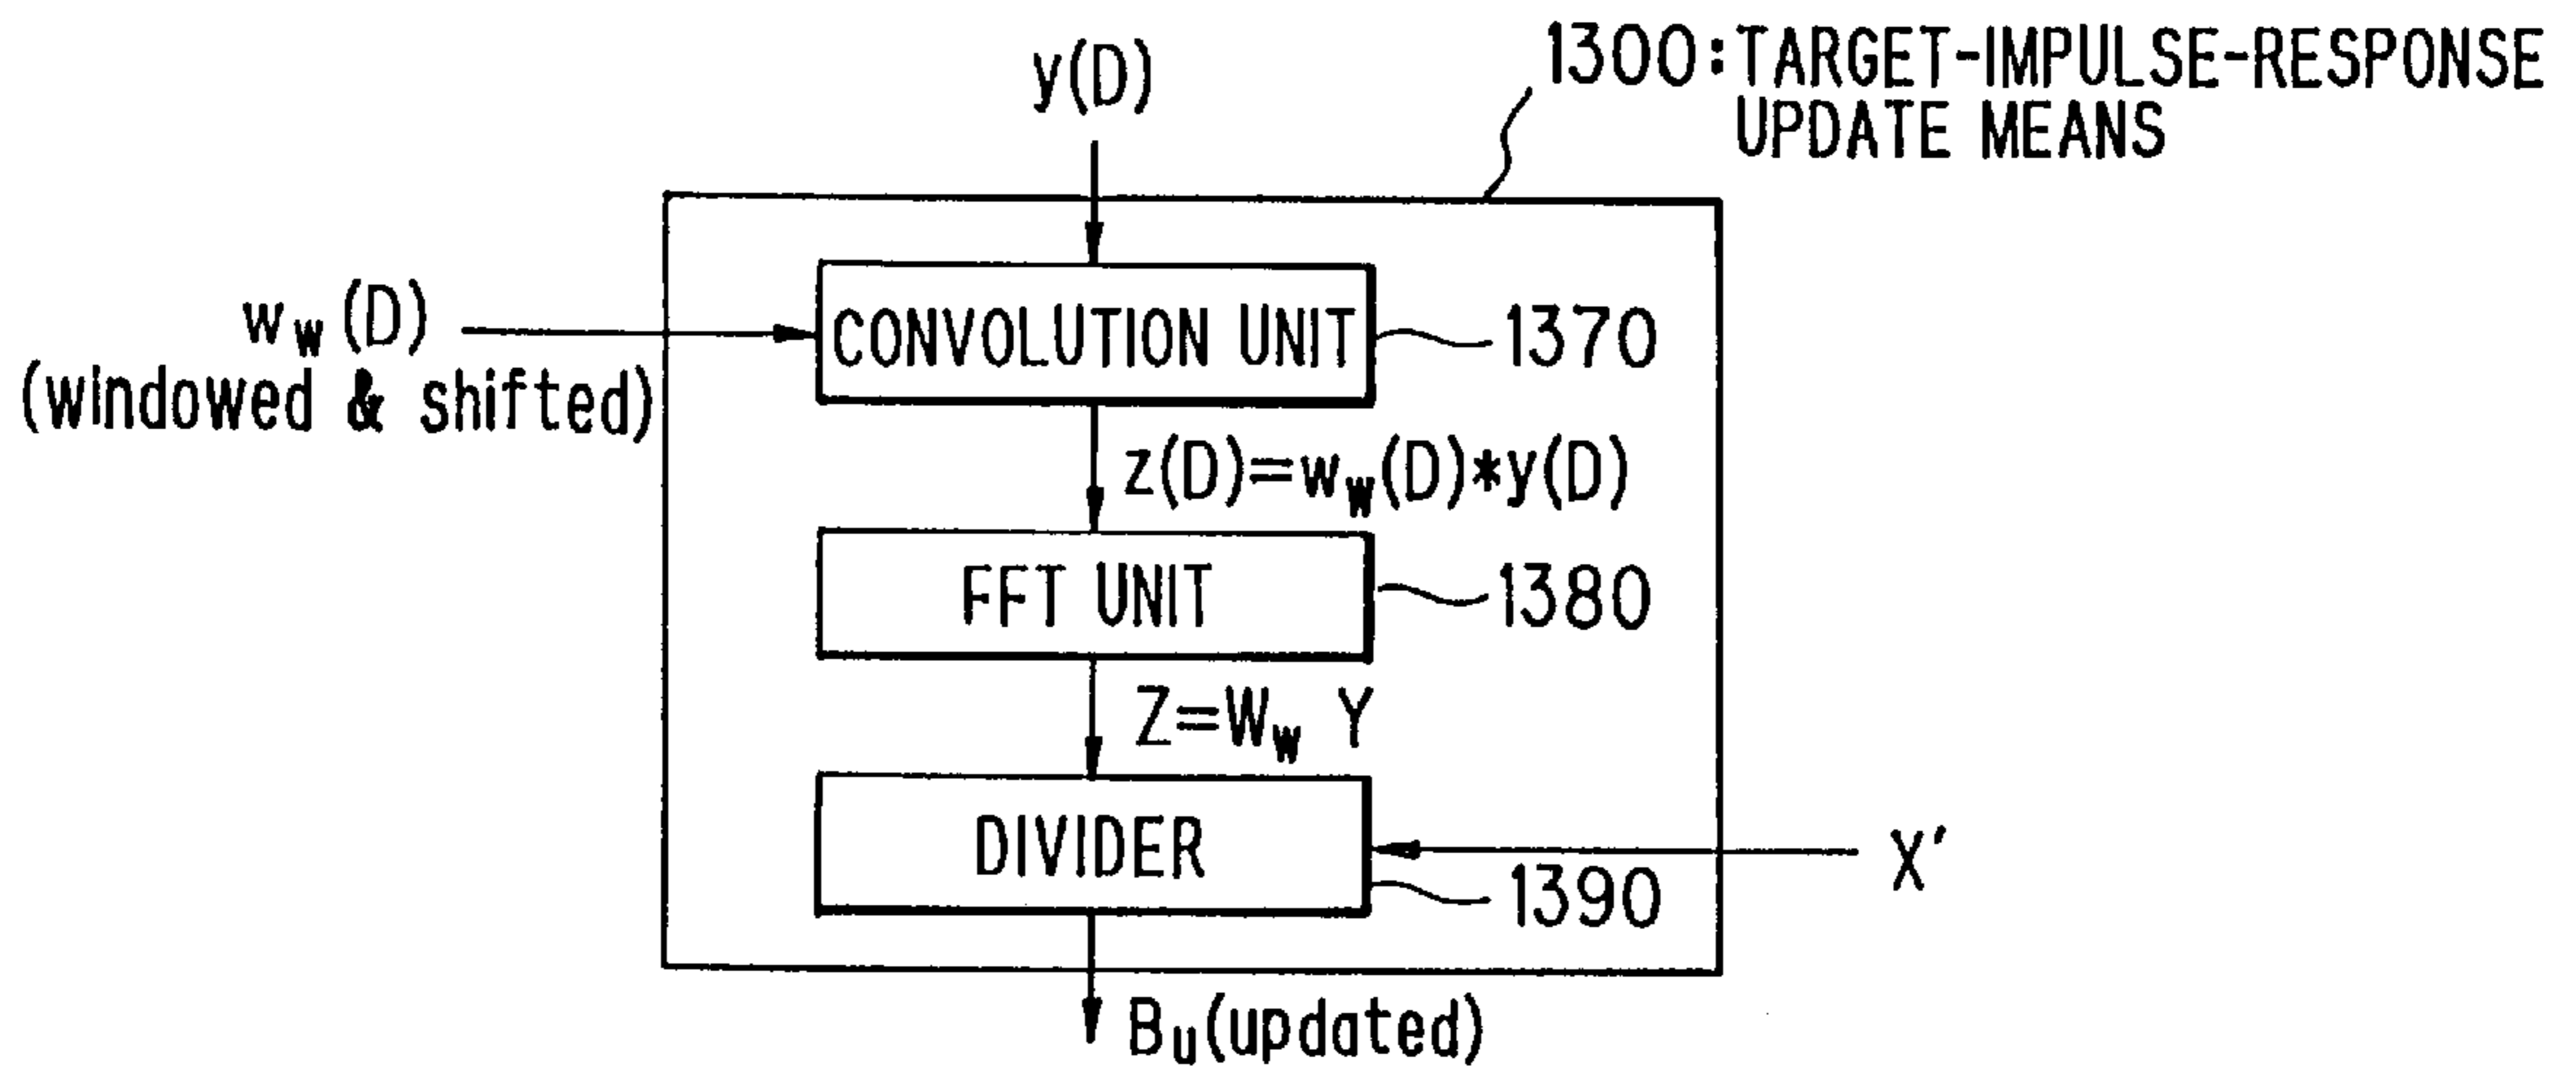 1300:TARGET-IMPULSE-RESPONSE
UPDATE MEANS
y(D)
w_w(D)
(windowed & shifted)
CONVOLUTION UNIT
1370
z(D)=w_w(D)*y(D)
FFT UNIT
1380
Z=W_w Y
DIVIDER
1390
X'
B_U(updated)